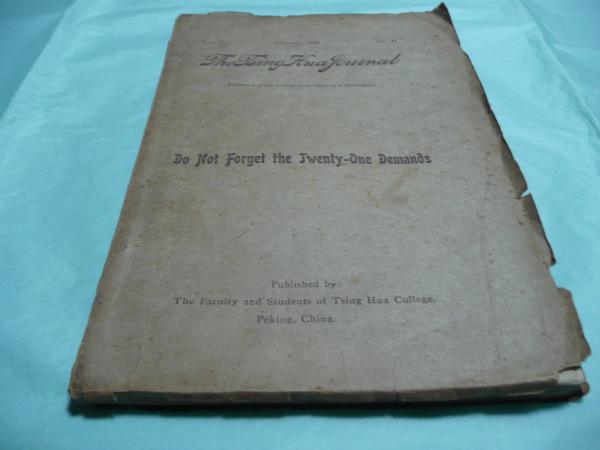 The Tsing Hua Journal
Do Not Forget the Twenty-One Demands
Published by
The Faculty and Students of Tsing Hua College,
Peking, China.